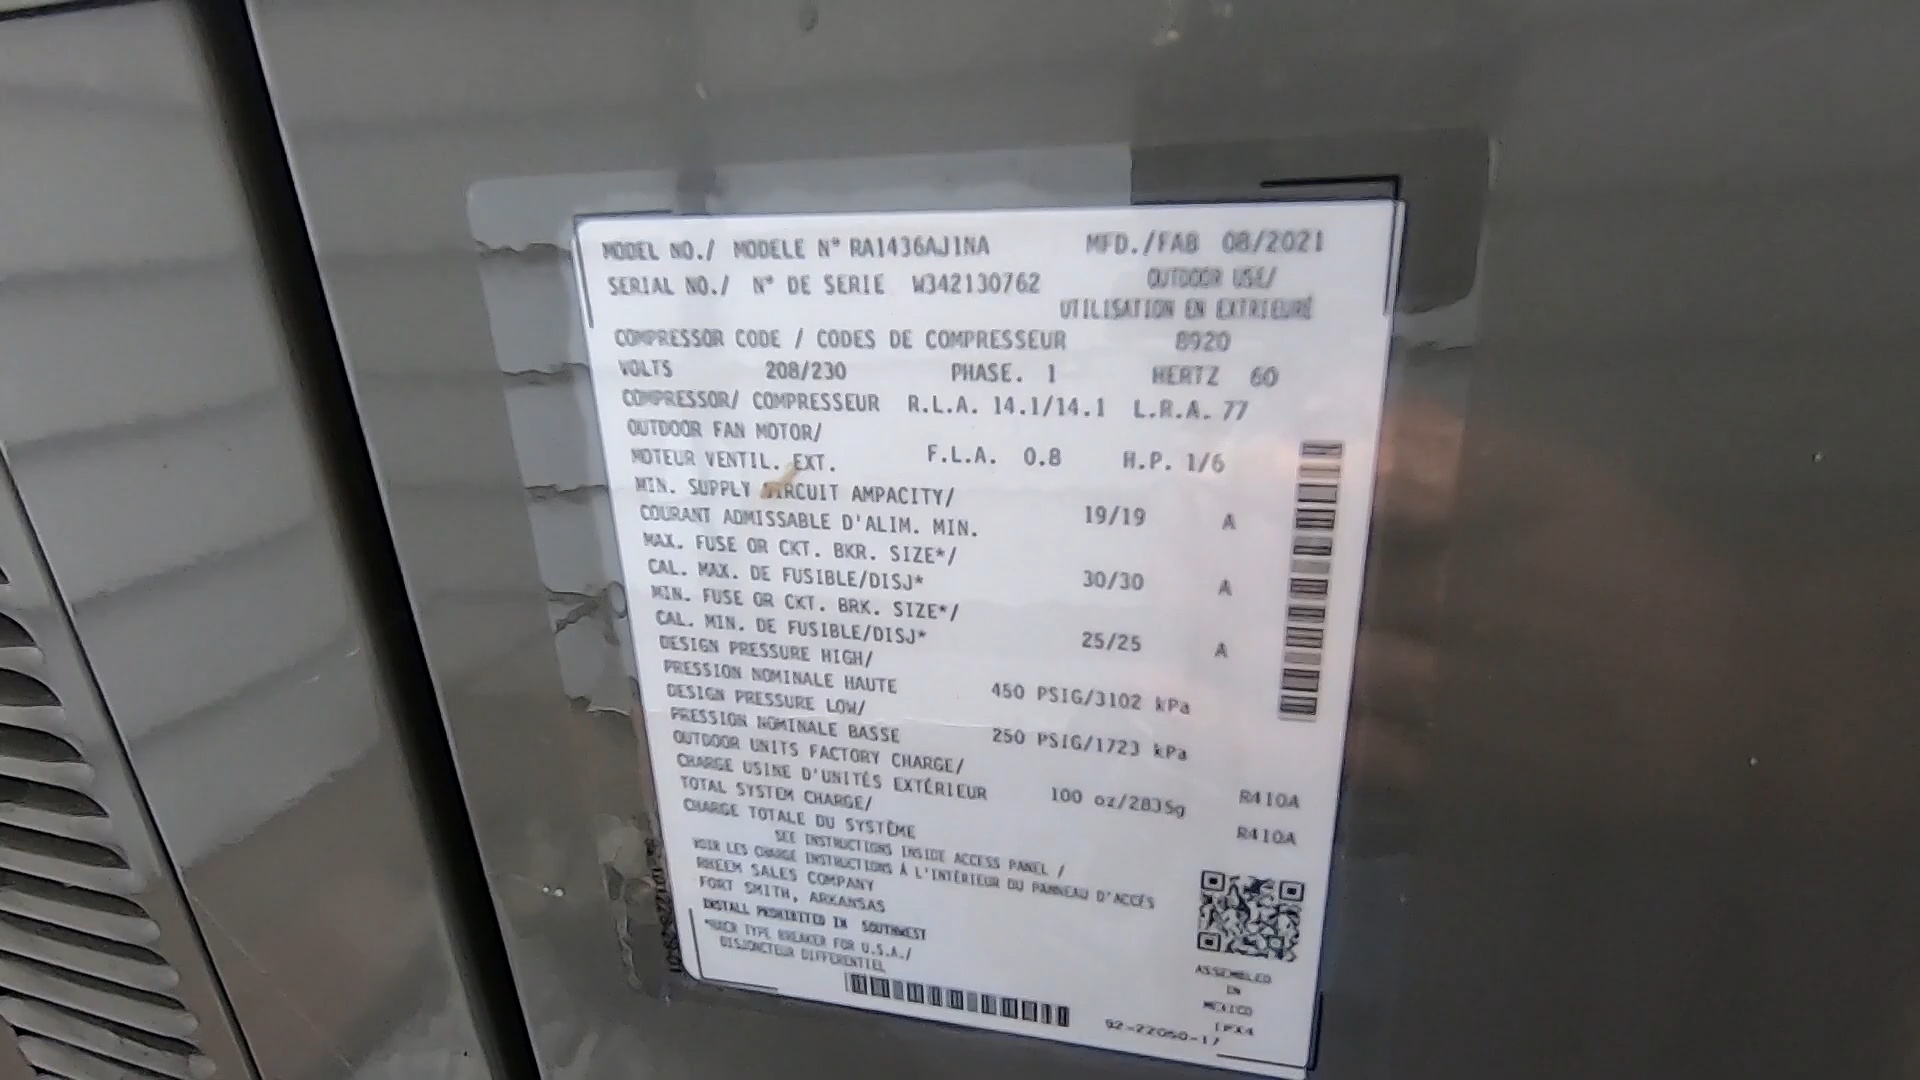 MODEL NO./ MODELE N° RA1436AJ1NA MFD./FAB 08/2021
SERIAL NO./ N° DE SERIE W342130762 OUTDOOR USE/
UTILISATION EN EXTRIEURE
COMPRESSOR CODE / CODES DE COMPRESSEUR 8920
VOLTS 208/230 PHASE. 1 HERTZ 60
COMPRESSOR/ COMPRESSEUR R.L.A. 14.1/14.1 L.R.A. 77
OUTDOOR FAN MOTOR/
MOTEUR VENTIL. EXT. F.L.A. 0.8 H.P. 1/6
MIN. SUPPLY CIRCUIT AMPACITY/
COURANT ADMISSABLE D'ALIM. MIN. 19/19 A
MAX. FUSE OR CKT. BKR. SIZE*/
CAL. MAX. DE FUSIBLE/DISJ* 30/30 A
MIN. FUSE OR CKT. BRK. SIZE*/
CAL. MIN. DE FUSIBLE/DISJ* 25/25 A
DESIGN PRESSURE HIGH/
PRESSION NOMINALE HAUTE 450 PSIG/3102 kPa
DESIGN PRESSURE LOW/
PRESSION NOMINALE BASSE 250 PSIG/1723 kPa
OUTDOOR UNITS FACTORY CHARGE/
CHARGE USINE D'UNITÉS EXTÉRIEUR 100 oz/2835g R410A
TOTAL SYSTEM CHARGE/
CHARGE TOTALE DU SYSTÈME R410A
SEE INSTRUCTIONS INSIDE ACCESS PANEL /
VOIR LES CHARGE INSTRUCTIONS À L'INTÉRIEUR DU PANNEAU D'ACCÈS
RHEEM SALES COMPANY
FORT SMITH, ARKANSAS
INSTALL PROHIBITED IN SOUTHWEST
*HACR TYPE BREAKER FOR U.S.A./
DISJONCTEUR DIFFERENTIEL
ASSEMBLED
IN
MEXICO
IPX4
92-22060-17